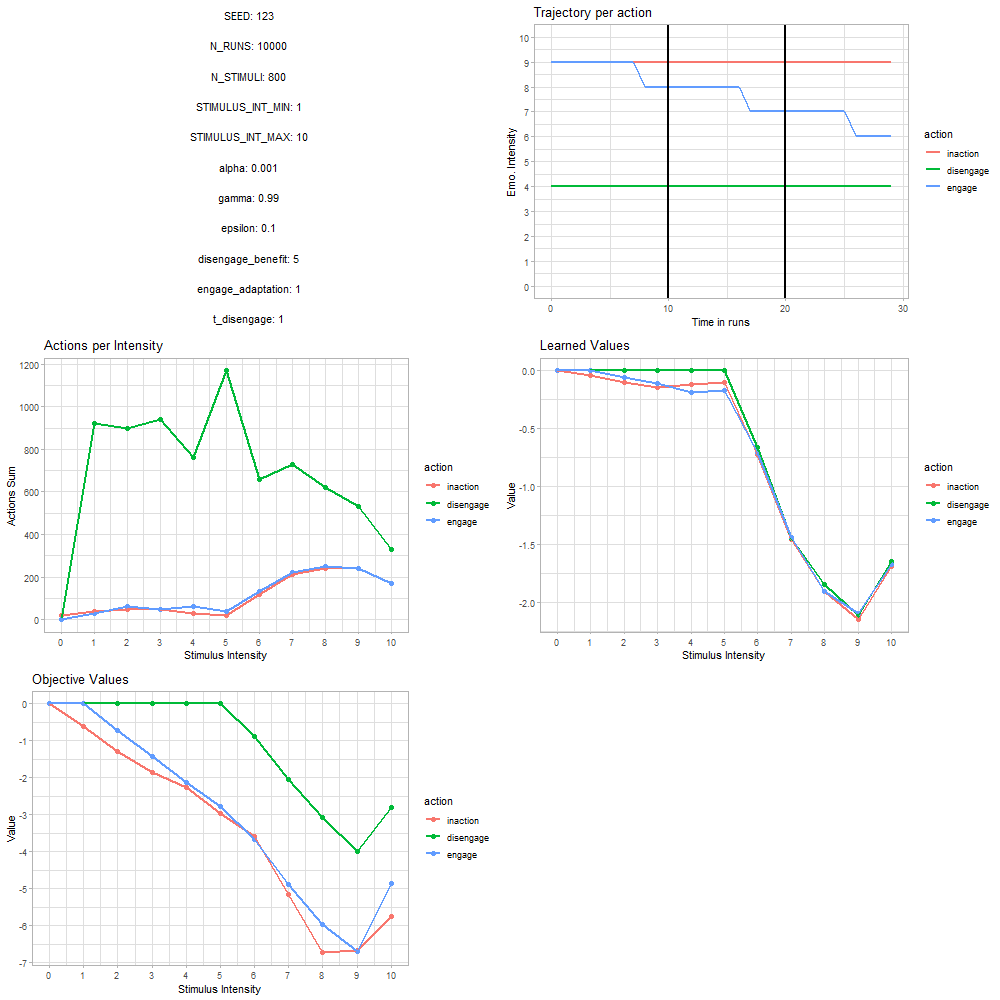 SEED: 123
N_RUNS: 10000
N_STIMULI: 800
STIMULUS_INT_MIN: 1
STIMULUS_INT_MAX: 10
alpha: 0.001
gamma: 0.99
epsilon: 0.1
disengage_benefit: 5
engage_adaptation: 1
t_disengage: 1
Trajectory per action
Emo. Intensity
10
9
8
7
6
5
4
3
2
1
0
0 10 20 30
Time in runs
action
inaction
disengage
engage
Actions per Intensity
Actions Sum
1200
1000
800
600
400
200
0
0 1 2 3 4 5 6 7 8 9 10
Stimulus Intensity
action
inaction
disengage
engage
Learned Values
Value
0.0
-0.5
-1.0
-1.5
-2.0
0 1 2 3 4 5 6 7 8 9 10
Stimulus Intensity
action
inaction
disengage
engage
Objective Values
Value
0
-1
-2
-3
-4
-5
-6
-7
0 1 2 3 4 5 6 7 8 9 10
Stimulus Intensity
action
inaction
disengage
engage